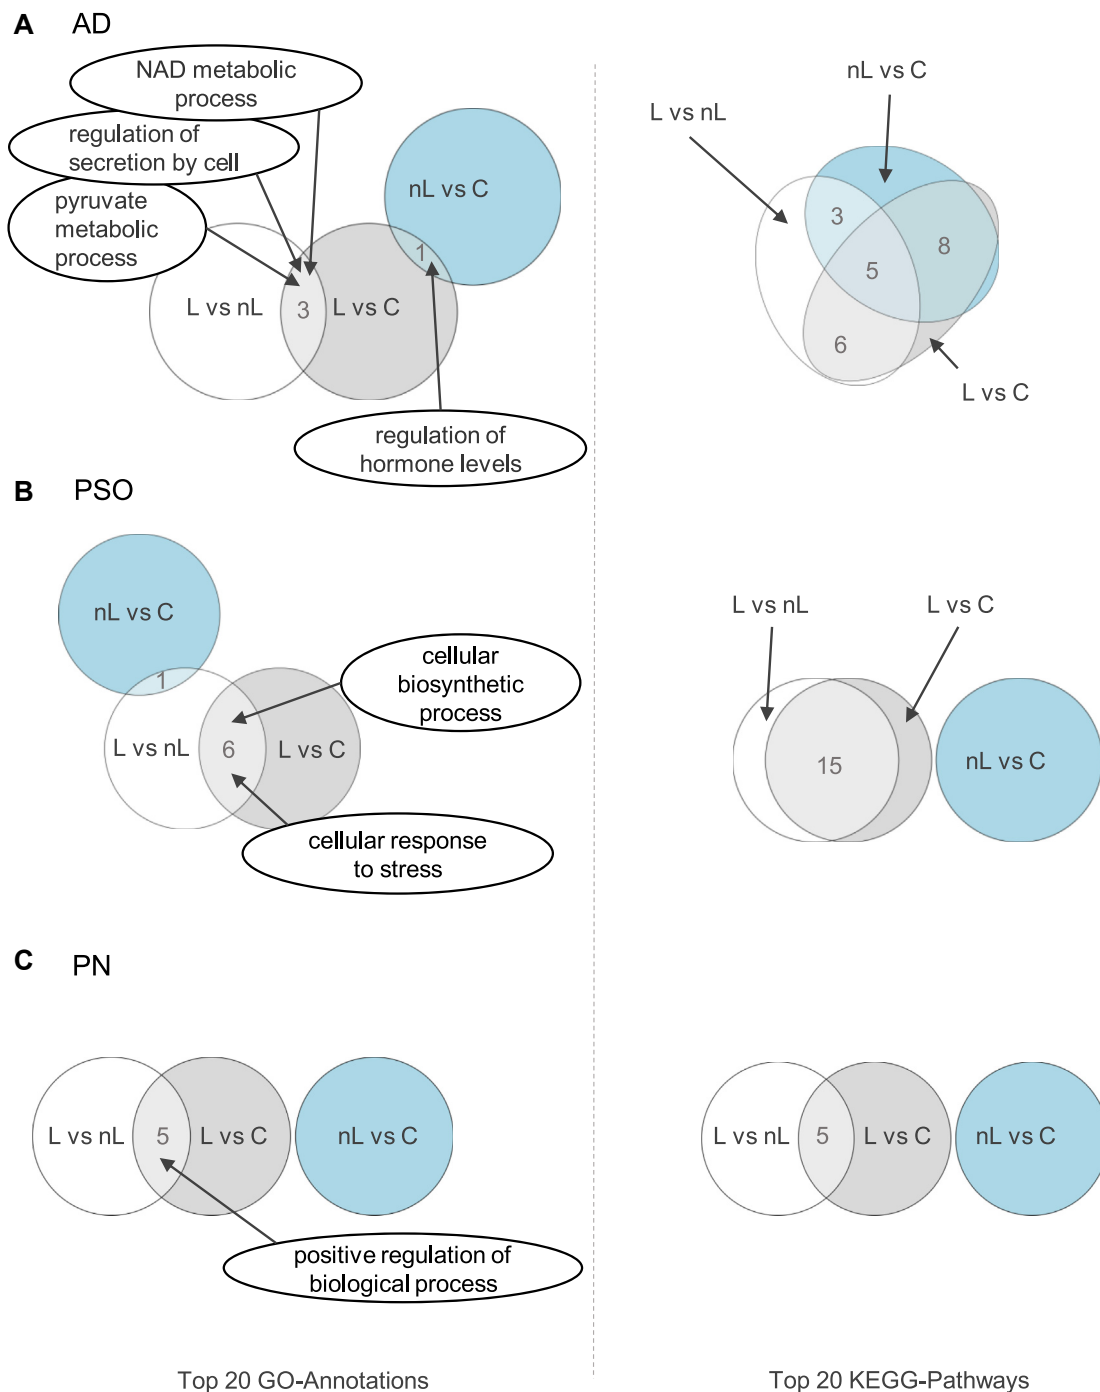 A AD
NAD metabolic
process
regulation of
secretion by cell
pyruvate
metabolic
process
nL vs C
1
L vs nL
3
L vs C
regulation of
hormone levels
nL vs C
L vs nL
3
8
5
6
L vs C
B PSO
nL vs C
1
cellular
biosynthetic
process
L vs nL
6
L vs C
cellular response
to stress
L vs nL
L vs C
15
nL vs C
C PN
L vs nL
5
L vs C
nL vs C
positive regulation of
biological process
L vs nL
5
L vs C
nL vs C
Top 20 GO-Annotations
Top 20 KEGG-Pathways